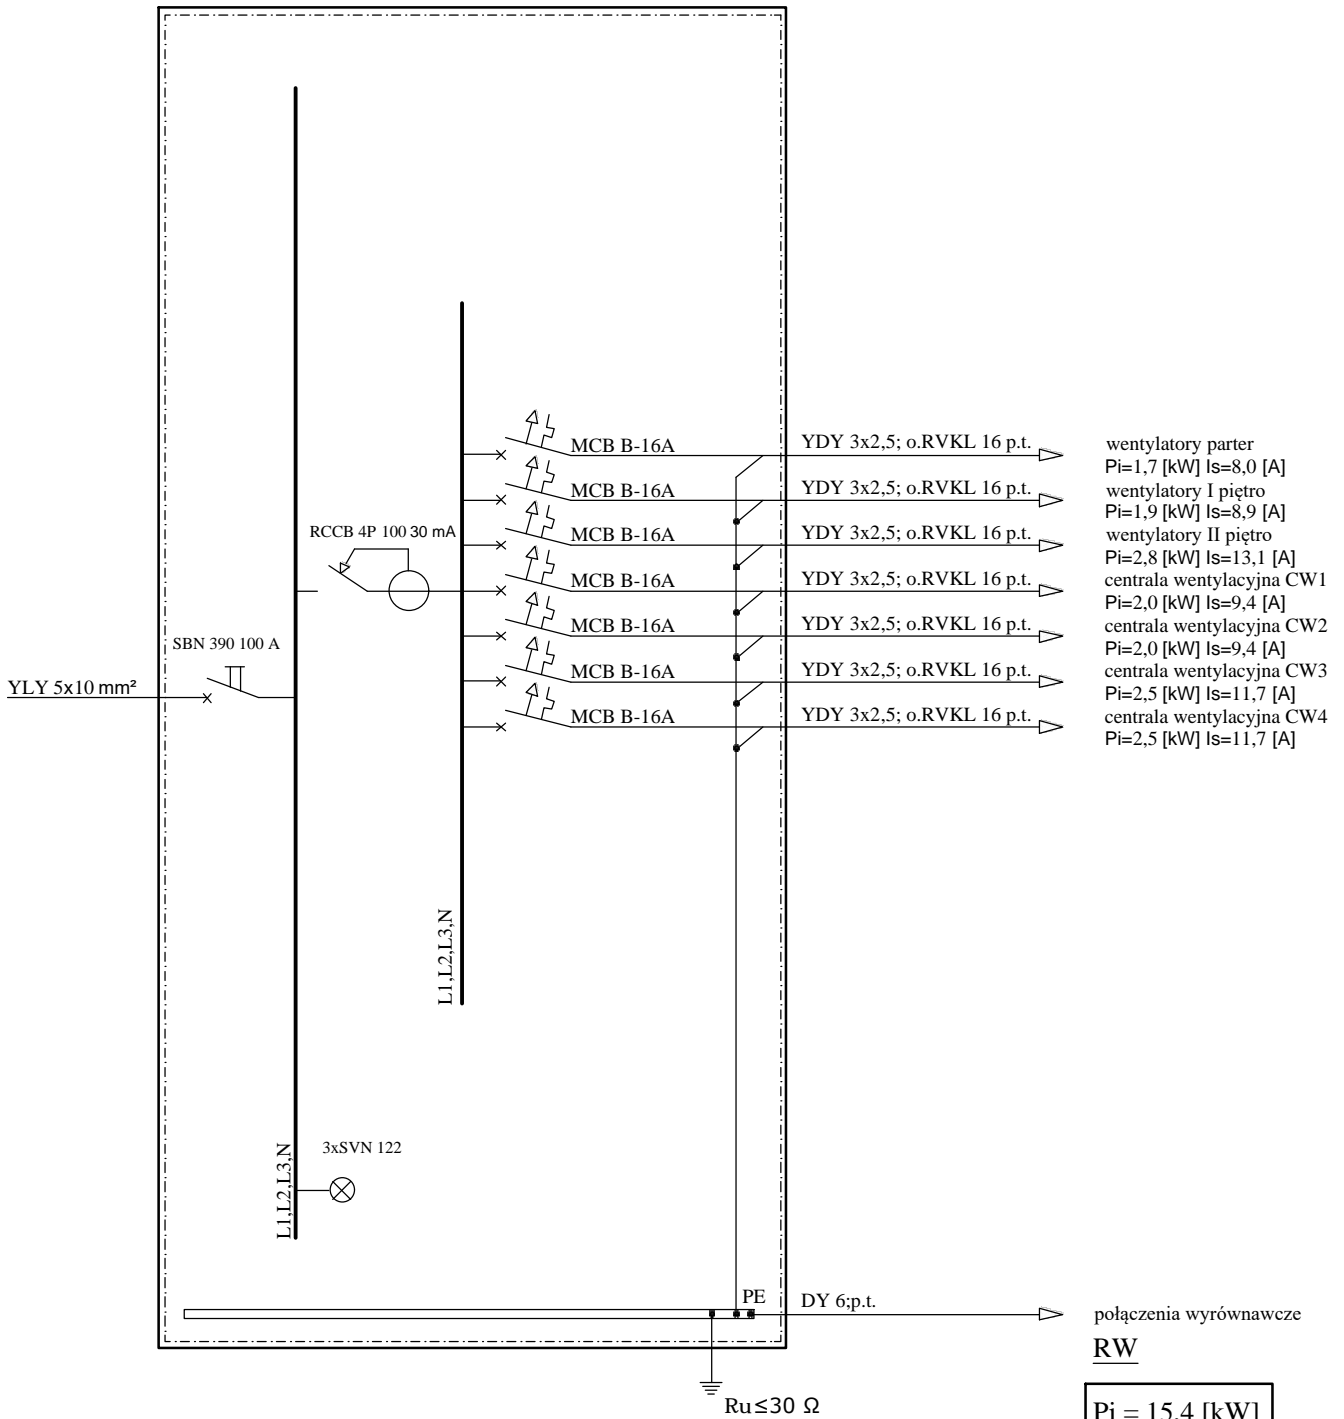 MCB B-16A
YDY 3x2,5; o.RVKL 16 p.t.
wentylatory parter
Pi=1,7 [kW] Is=8,0 [A]
MCB B-16A
YDY 3x2,5; o.RVKL 16 p.t.
wentylatory I piętro
Pi=1,9 [kW] Is=8,9 [A]
RCCB 4P 100 30 mA
MCB B-16A
YDY 3x2,5; o.RVKL 16 p.t.
wentylatory II piętro
Pi=2,8 [kW] Is=13,1 [A]
MCB B-16A
YDY 3x2,5; o.RVKL 16 p.t.
centrala wentylacyjna CW1
Pi=2,0 [kW] Is=9,4 [A]
MCB B-16A
YDY 3x2,5; o.RVKL 16 p.t.
centrala wentylacyjna CW2
Pi=2,0 [kW] Is=9,4 [A]
SBN 390 100 A
YLY 5x10 mm²
MCB B-16A
YDY 3x2,5; o.RVKL 16 p.t.
centrala wentylacyjna CW3
Pi=2,5 [kW] Is=11,7 [A]
MCB B-16A
YDY 3x2,5; o.RVKL 16 p.t.
centrala wentylacyjna CW4
Pi=2,5 [kW] Is=11,7 [A]
L1,L2,L3,N
L1,L2,L3,N
3xSVN 122
PE
DY 6;p.t.
połączenia wyrównawcze
RW
Ru≤30 Ω
Pi = 15,4 [kW]